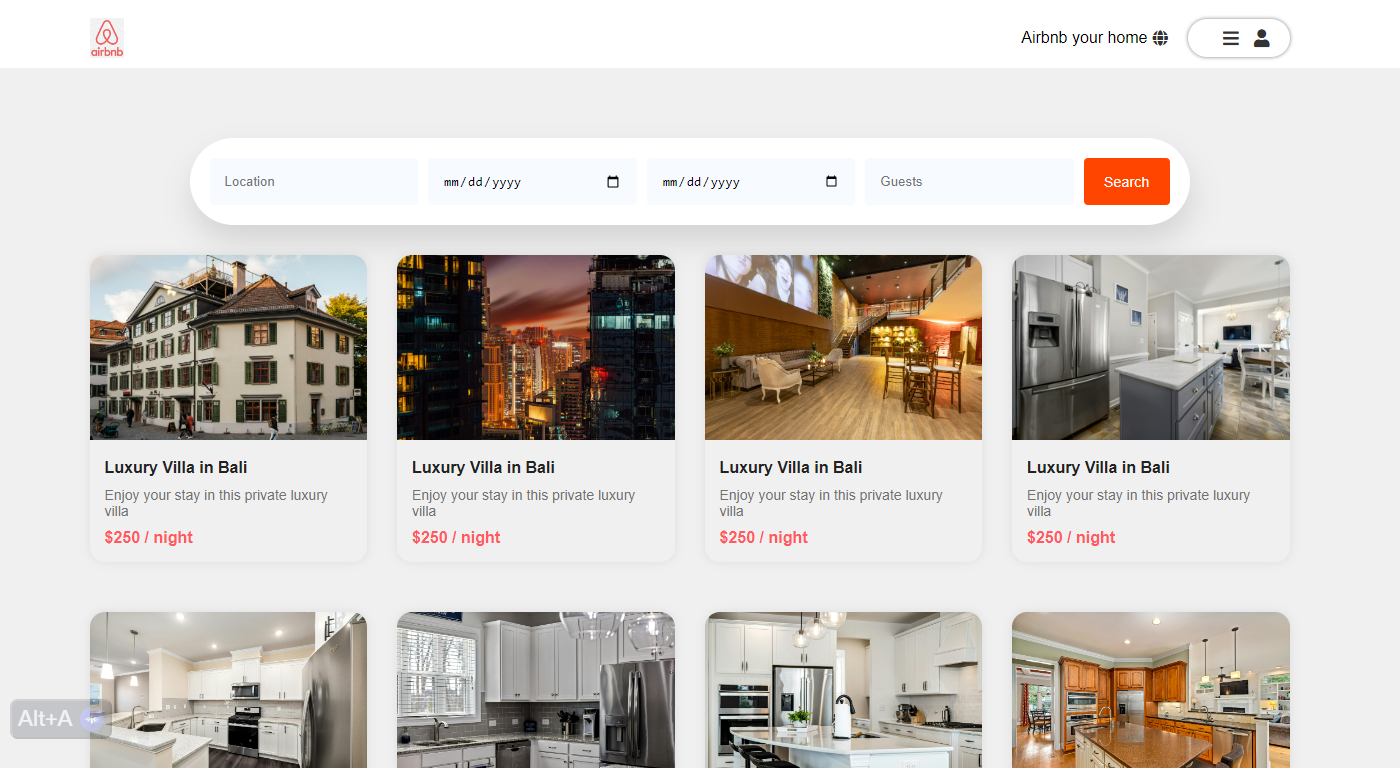 airbnb
Airbnb your home
Location
mm/dd/yyyy
mm/dd/yyyy
Guests
Search
Luxury Villa in Bali
Enjoy your stay in this private luxury
villa
$250 / night
Luxury Villa in Bali
Enjoy your stay in this private luxury
villa
$250 / night
Luxury Villa in Bali
Enjoy your stay in this private luxury
villa
$250 / night
Luxury Villa in Bali
Enjoy your stay in this private luxury
villa
$250 / night
Alt+A